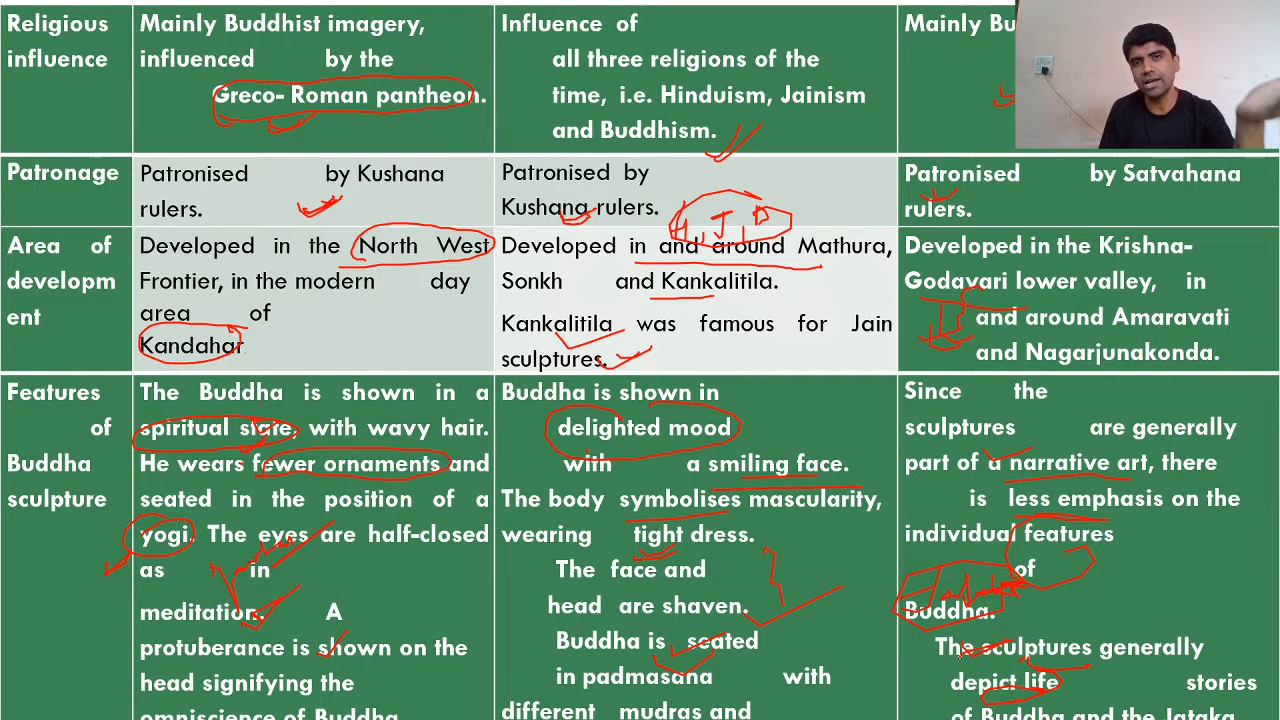 Religious
influence
Mainly Buddhist imagery,
influenced by the
Greco- Roman pantheon.
Influence of
all three religions of the
time, i.e. Hinduism, Jainism
and Buddhism.
Mainly Bu
Patronage
Patronised by Kushana
rulers.
Patronised by
Kushana rulers.
H, J, B
Patronised by Satvahana
rulers.
Area of
developm
ent
Developed in the North West
Frontier, in the modern day
area of
Kandahar
Developed in and around Mathura,
Sonkh and Kankalitila.
Kankalitila was famous for Jain
sculptures.
Developed in the Krishna-
Godavari lower valley, in
and around Amaravati
and Nagarjunakonda.
Features
of
Buddha
sculpture
The Buddha is shown in a
spiritual state, with wavy hair.
He wears fewer ornaments and
seated in the position of a
yogi. The eyes are half-closed
as in
meditation. A
protuberance is shown on the
head signifying the
omniscience of Buddha
Buddha is shown in
delighted mood
with a smiling face.
The body symbolises mascularity,
wearing tight dress.
The face and
head are shaven.
Buddha is seated
in padmasana with
different mudras and
Since the
sculptures are generally
part of a narrative art, there
is less emphasis on the
individual features
of
Buddha.
The sculptures generally
depict life stories
of Buddha and the Jataka